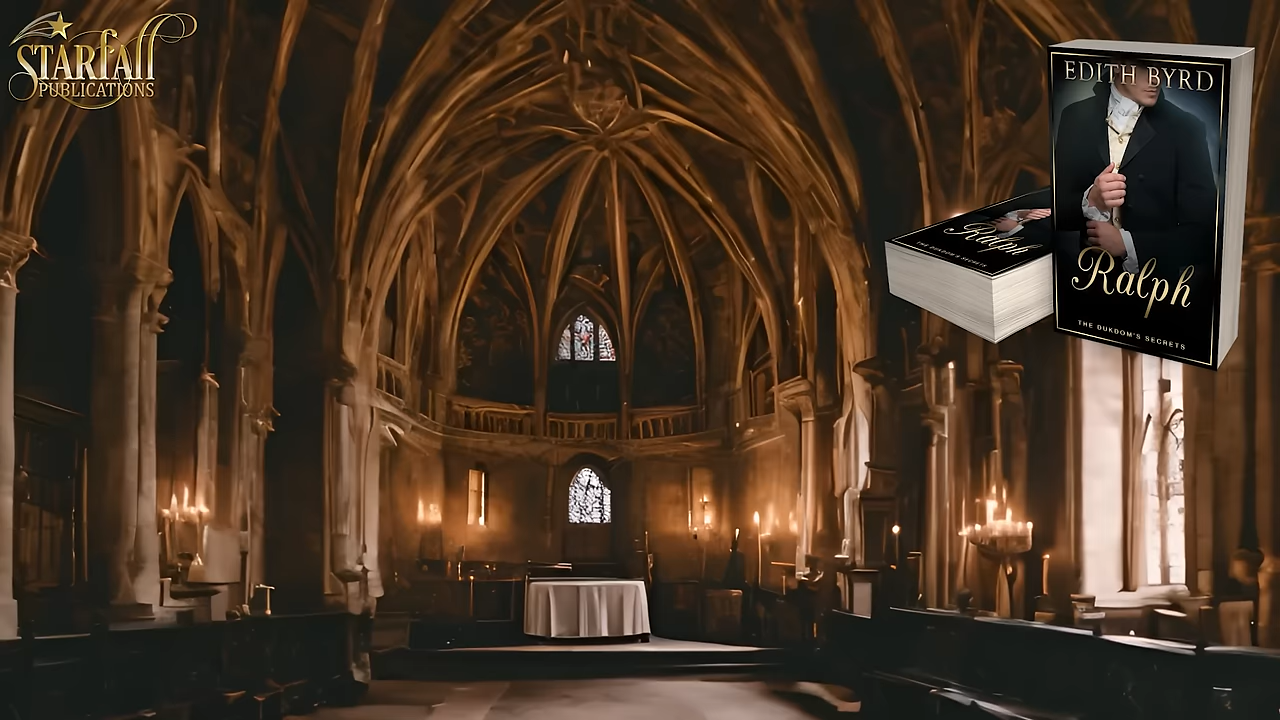 STARfall
PUBLICATIONS
EDITH BYRD
Ralph
THE DUKDOM'S SECRETS
Ralph
THE DUKDOM'S SECRETS